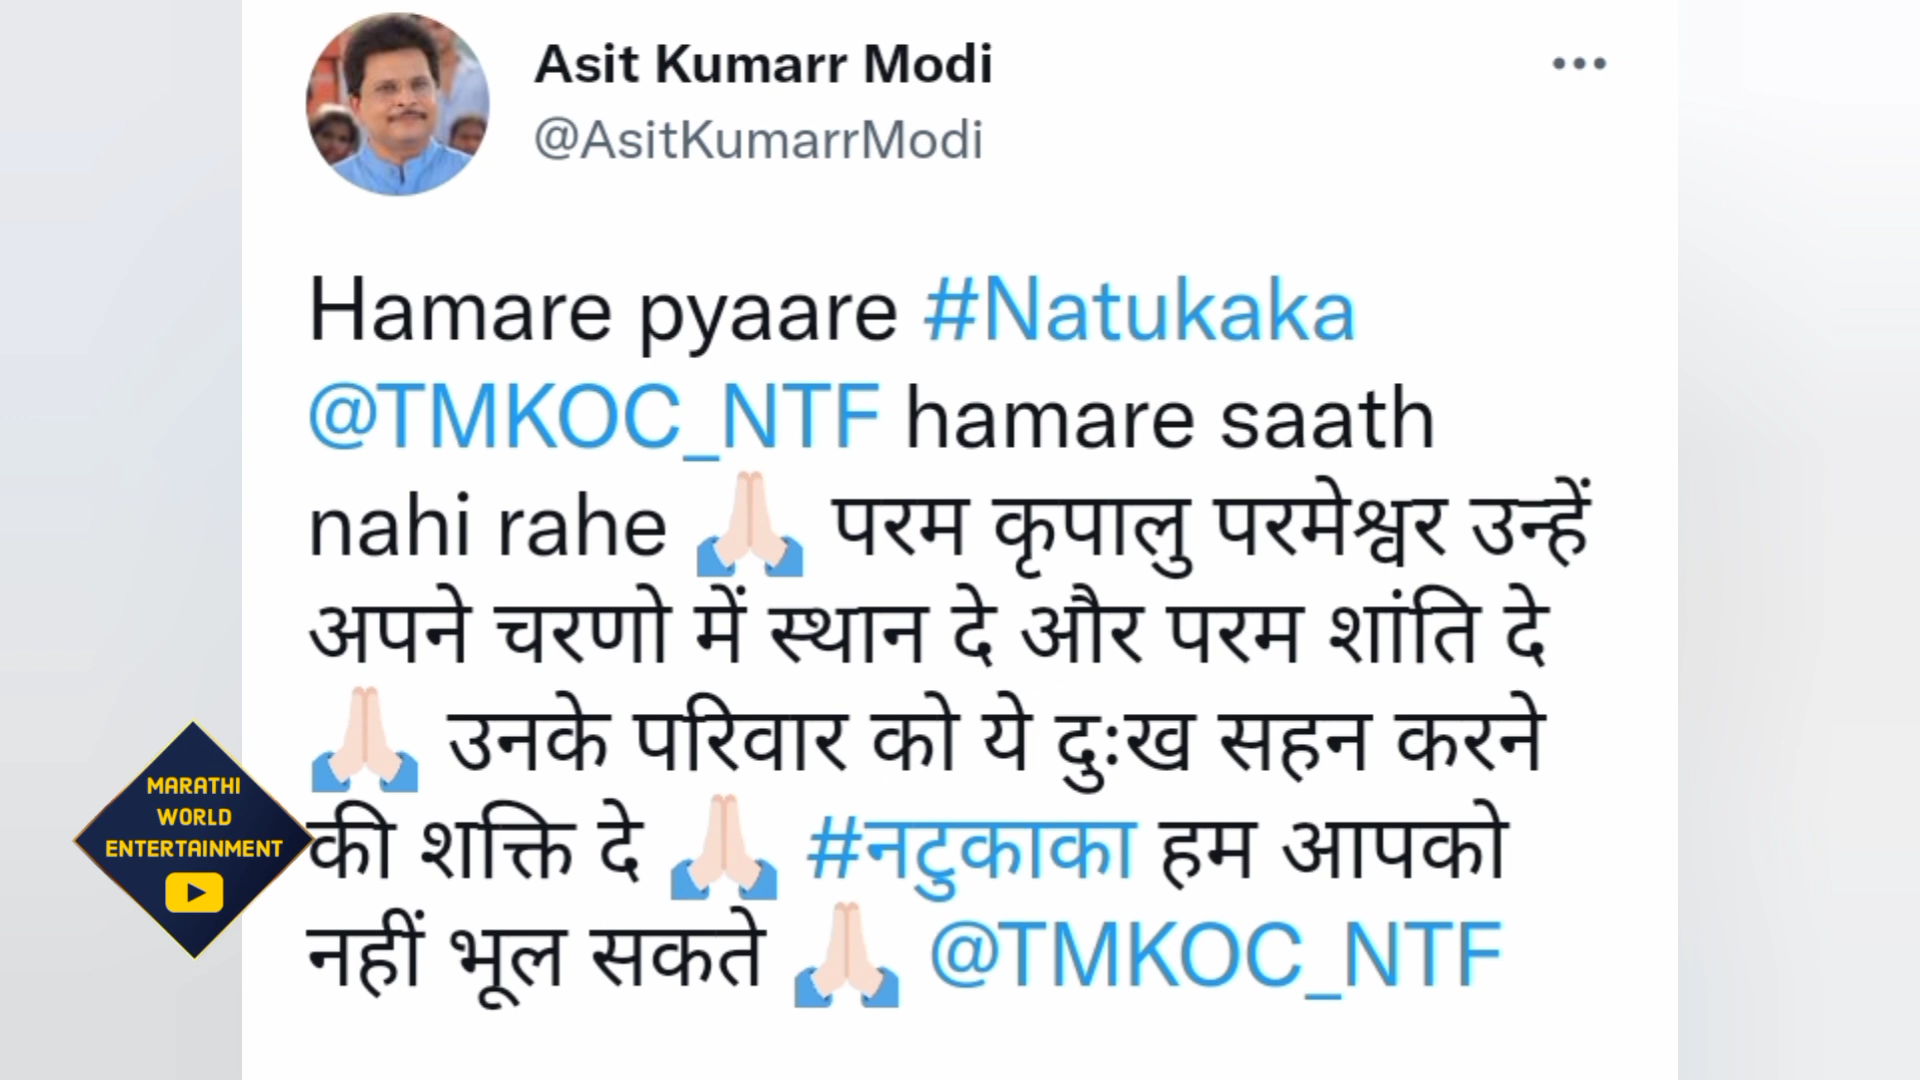 Asit Kumarr Modi
@AsitKumarrModi
Hamare pyaare #Natukaka
@TMKOC_NTF hamare saath
nahi rahe 🙏🏻 परम कृपालु परमेश्वर उन्हें
अपने चरणो में स्थान दे और परम शांति दे
🙏🏻 उनके परिवार को ये दुःख सहन करने
की शक्ति दे 🙏🏻 #नटुकाका हम आपको
नहीं भूल सकते 🙏🏻 @TMKOC_NTF
MARATHI
WORLD
ENTERTAINMENT